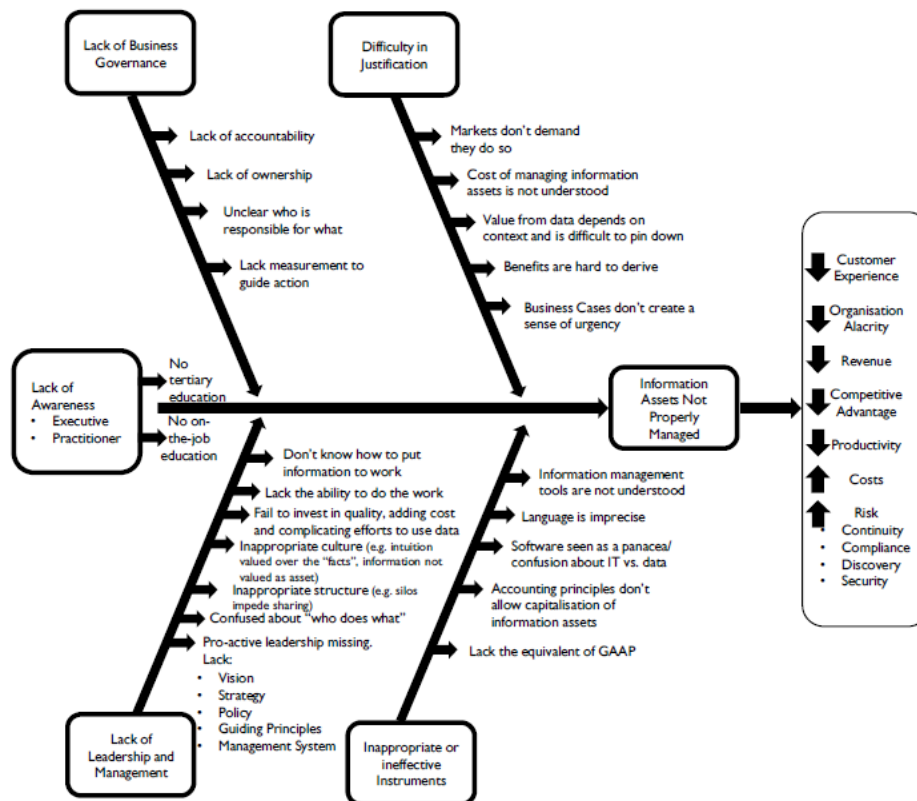 Lack of Business
Governance
Difficulty in
Justification
Lack of accountability
Lack of ownership
Unclear who is
responsible for what
Lack measurement to
guide action
Markets don't demand
they do so
Cost of managing information
assets is not understood
Value from data depends on
context and is difficult to pin down
Benefits are hard to derive
Business Cases don't create a
sense of urgency
Lack of
Awareness
• Executive
• Practitioner
No
tertiary
education
No on-
the-job
education
Information
Assets Not
Properly
Managed
Customer
Experience
Organisation
Alacrity
Revenue
Competitive
Advantage
Productivity
Costs
Risk
• Continuity
• Compliance
• Discovery
• Security
Don't know how to put
information to work
Lack the ability to do the work
Fail to invest in quality, adding cost
and complicating efforts to use data
Inappropriate culture (e.g. intuition
valued over the "facts", information not
valued as asset)
Inappropriate structure (e.g. silos
impede sharing)
Confused about "who does what"
Pro-active leadership missing.
Lack:
• Vision
• Strategy
• Policy
• Guiding Principles
• Management System
Information management
tools are not understood
Language is imprecise
Software seen as a panacea/
confusion about IT vs. data
Accounting principles don't
allow capitalisation of
information assets
Lack the equivalent of GAAP
Lack of
Leadership and
Management
Inappropriate or
ineffective
Instruments